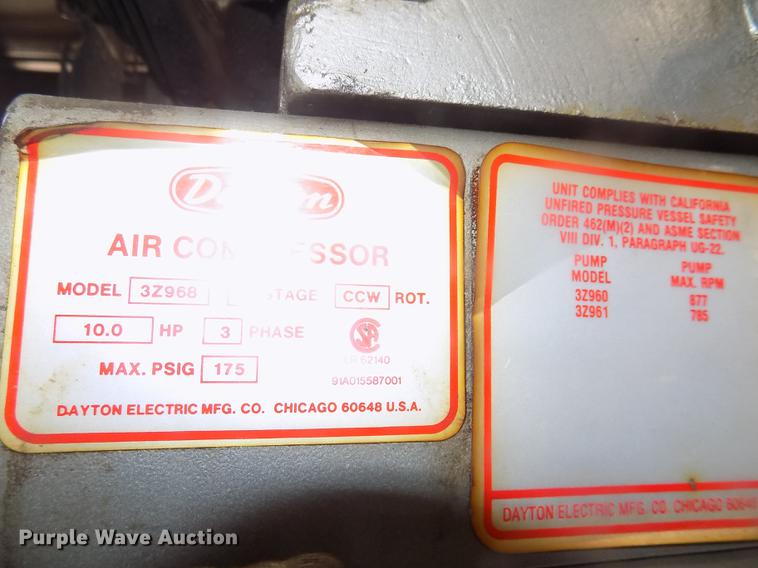 AIR
MODEL 3Z968 CCW ROT.
10.0 HP 3 PHASE
LR 62140
MAX. PSIG 175
91A015587001
DAYTON ELECTRIC MFG. CO. CHICAGO 60648 U.S.A.
UNIT COMPLIES WITH CALIFORNIA
UNFIRED PRESSURE VESSEL SAFETY
ORDER 462(M)(2) AND ASME SECTION
VIII DIV. 1, PARAGRAPH UG-22.
PUMP PUMP
MODEL MAX. RPM
3Z960 877
3Z961 785
DAYTON ELECTRIC MFG. CO. CHICAGO
Purple Wave Auction